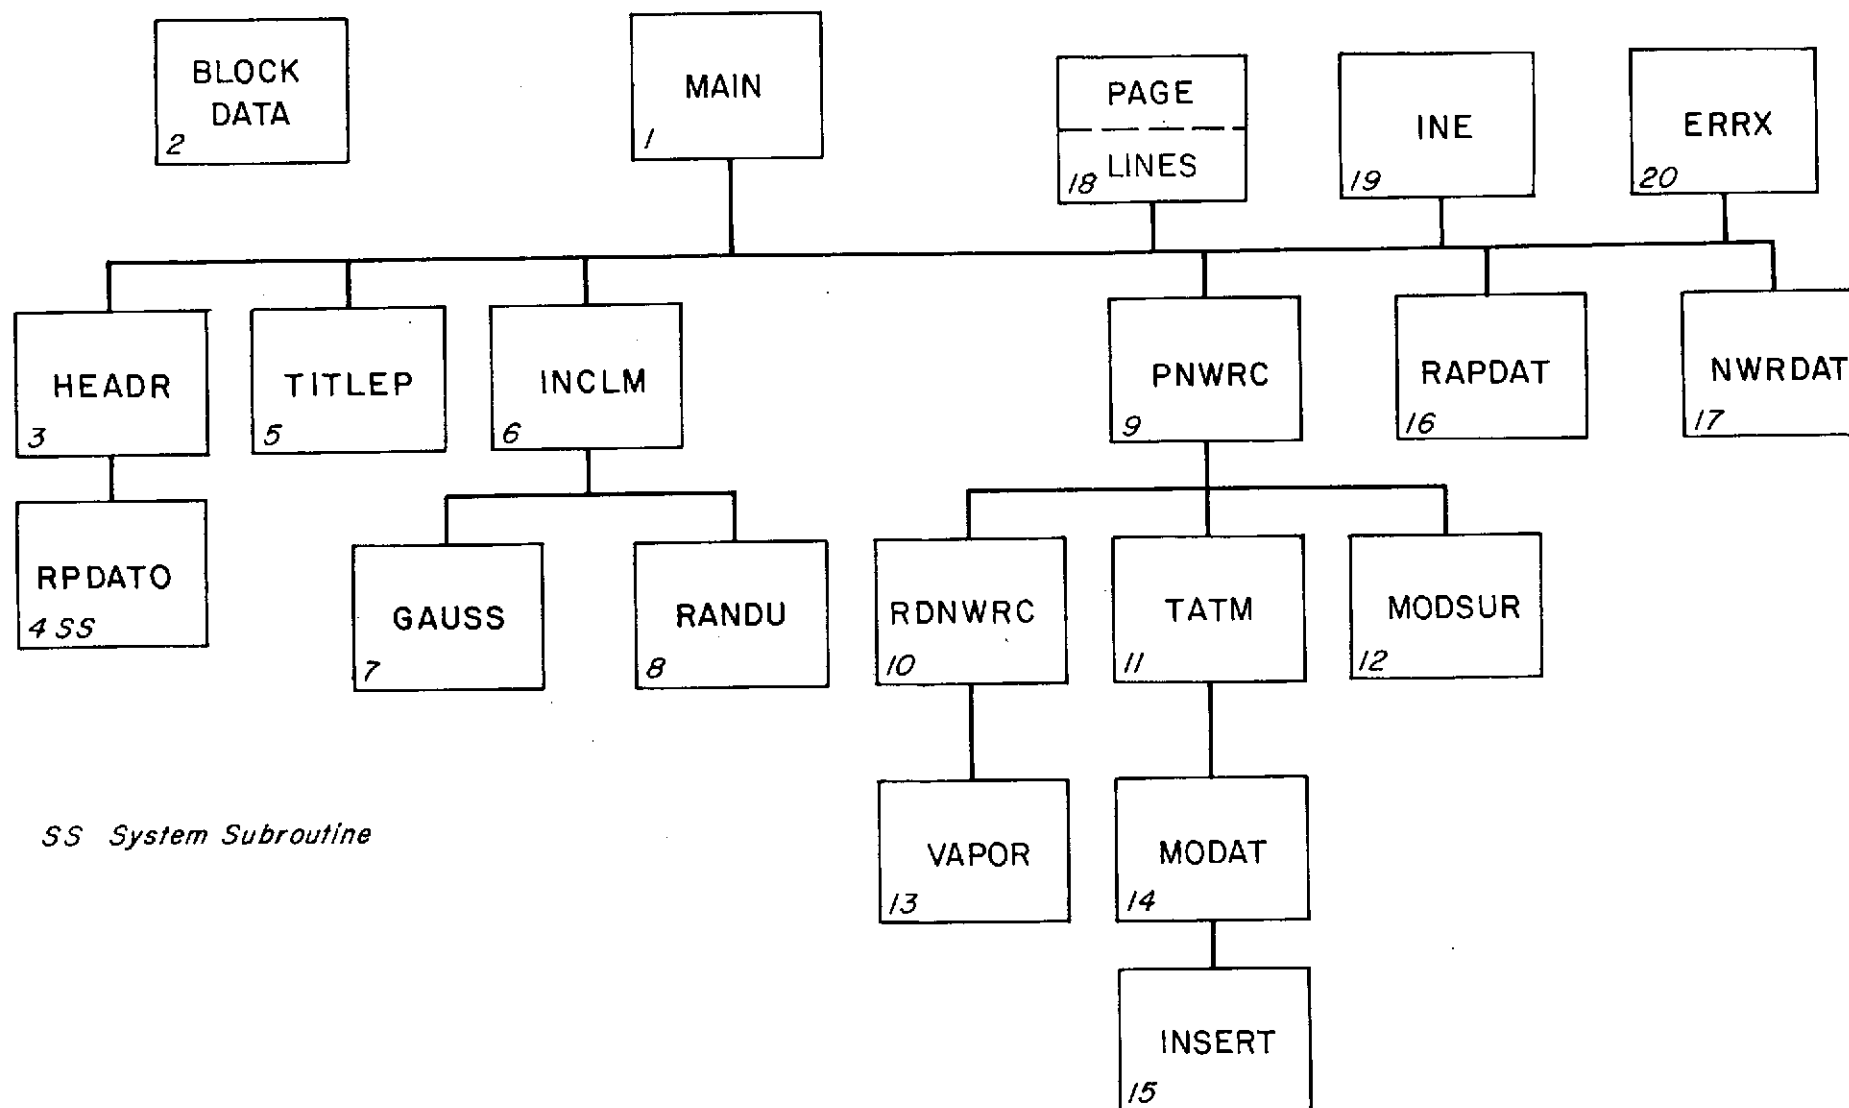 BLOCK
DATA
2
MAIN
1
PAGE
LINES
18
INE
19
ERRX
20
HEADR
3
TITLEP
5
INCLM
6
PNWRC
9
RAPDAT
16
NWRDAT
17
RPDATO
4 SS
GAUSS
7
RANDU
8
RDNWRC
10
TATM
11
MODSUR
12
VAPOR
13
MODAT
14
INSERT
15
SS System Subroutine